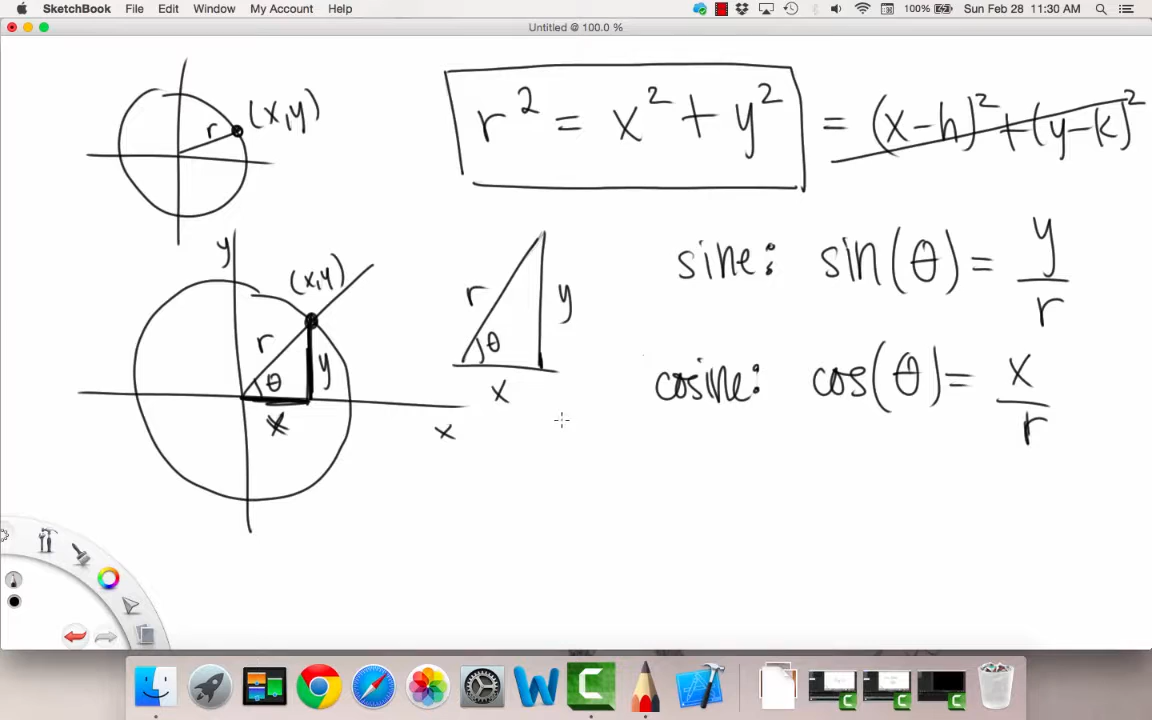 SketchBook File Edit Window My Account Help 100% Sun Feb 28 11:30 AM
Untitled @ 100.0 %
r (x,y)
r² = x² + y² = (x-h)² + (y-k)²
y (x,y)
r θ y
x x
r θ y
x
sine: sin(θ) = y/r
cosine: cos(θ) = x/r
W C